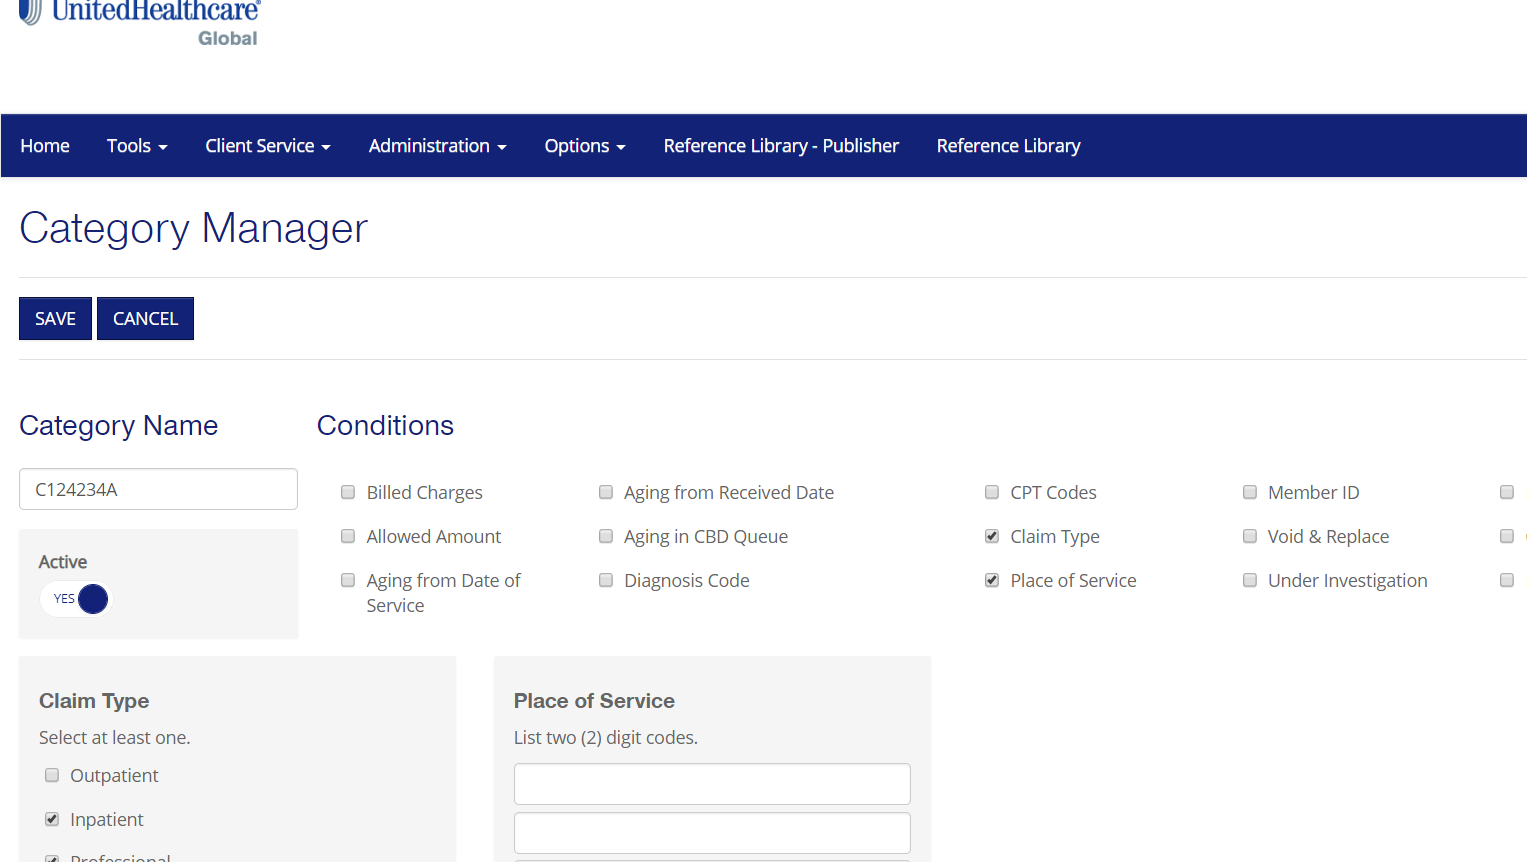 UnitedHealthcare®
Global
Home Tools Client Service Administration Options Reference Library - Publisher Reference Library
Category Manager
SAVE CANCEL
Category Name Conditions
C124234A
Billed Charges Aging from Received Date CPT Codes Member ID
Allowed Amount Aging in CBD Queue Claim Type Void & Replace
Aging from Date of Service Diagnosis Code Place of Service Under Investigation
Active
YES
Claim Type
Select at least one.
Outpatient
Inpatient
Professional
Place of Service
List two (2) digit codes.